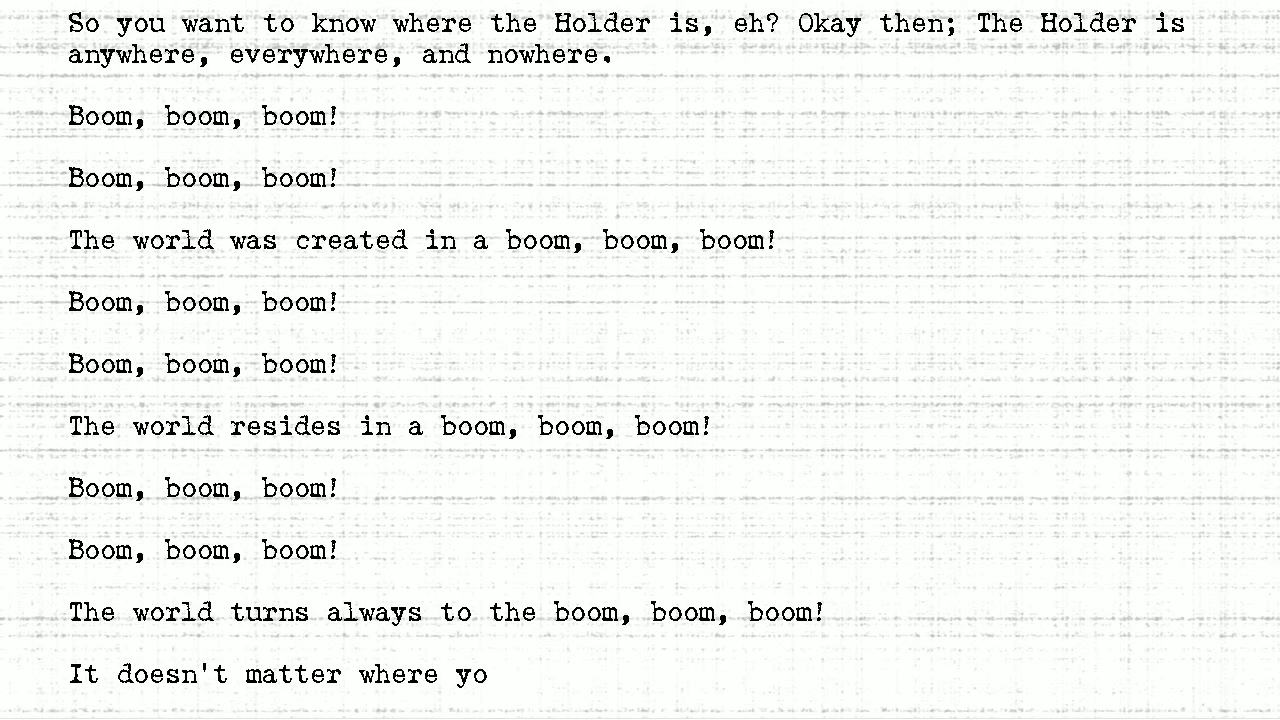 So you want to know where the Holder is, eh? Okay then; The Holder is
anywhere, everywhere, and nowhere.
Boom, boom, boom!
Boom, boom, boom!
The world was created in a boom, boom, boom!
Boom, boom, boom!
Boom, boom, boom!
The world resides in a boom, boom, boom!
Boom, boom, boom!
Boom, boom, boom!
The world turns always to the boom, boom, boom!
It doesn't matter where yo